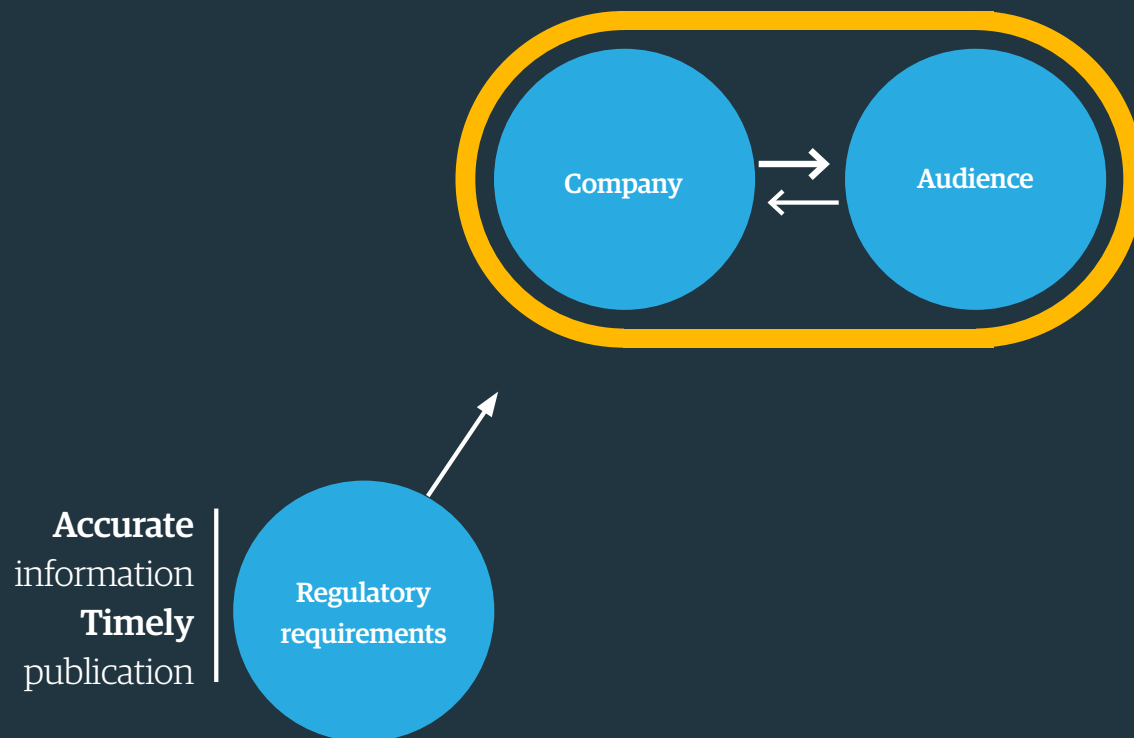 Company
Audience
Accurate
information
Timely
publication
Regulatory
requirements